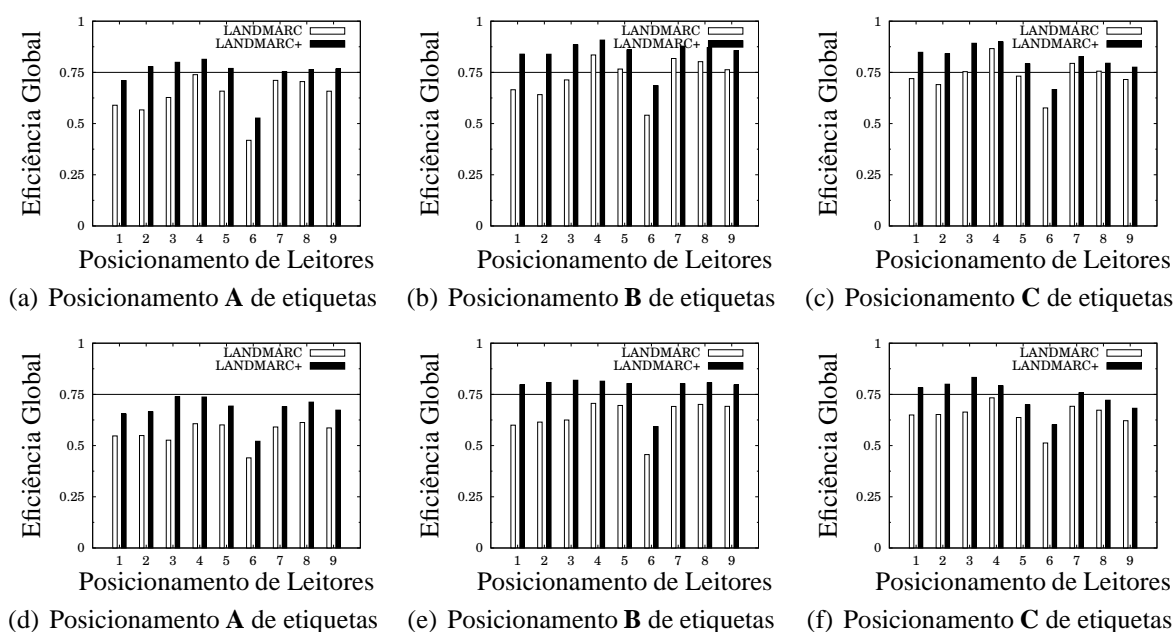 1
0.75
0.5
0.25
0
Eficiência Global
LANDMARC
LANDMARC+
1 2 3 4 5 6 7 8 9
Posicionamento de Leitores
(a) Posicionamento A de etiquetas
1
0.75
0.5
0.25
0
Eficiência Global
LANDMARC
LANDMARC+
1 2 3 4 5 6 7 8 9
Posicionamento de Leitores
(b) Posicionamento B de etiquetas
1
0.75
0.5
0.25
0
Eficiência Global
LANDMARC
LANDMARC+
1 2 3 4 5 6 7 8 9
Posicionamento de Leitores
(c) Posicionamento C de etiquetas
1
0.75
0.5
0.25
0
Eficiência Global
LANDMARC
LANDMARC+
1 2 3 4 5 6 7 8 9
Posicionamento de Leitores
(d) Posicionamento A de etiquetas
1
0.75
0.5
0.25
0
Eficiência Global
LANDMARC
LANDMARC+
1 2 3 4 5 6 7 8 9
Posicionamento de Leitores
(e) Posicionamento B de etiquetas
1
0.75
0.5
0.25
0
Eficiência Global
LANDMARC
LANDMARC+
1 2 3 4 5 6 7 8 9
Posicionamento de Leitores
(f) Posicionamento C de etiquetas